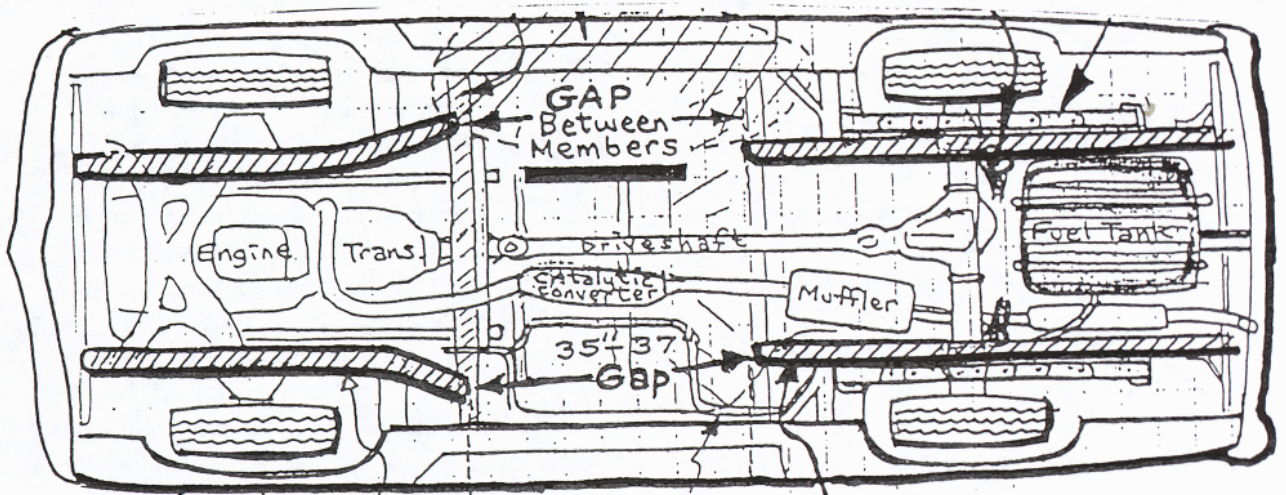 GAP
Between
Members
Engine
Trans.
Driveshaft
Fuel Tank
Catalytic
Converter
Muffler
35"-37
Gap